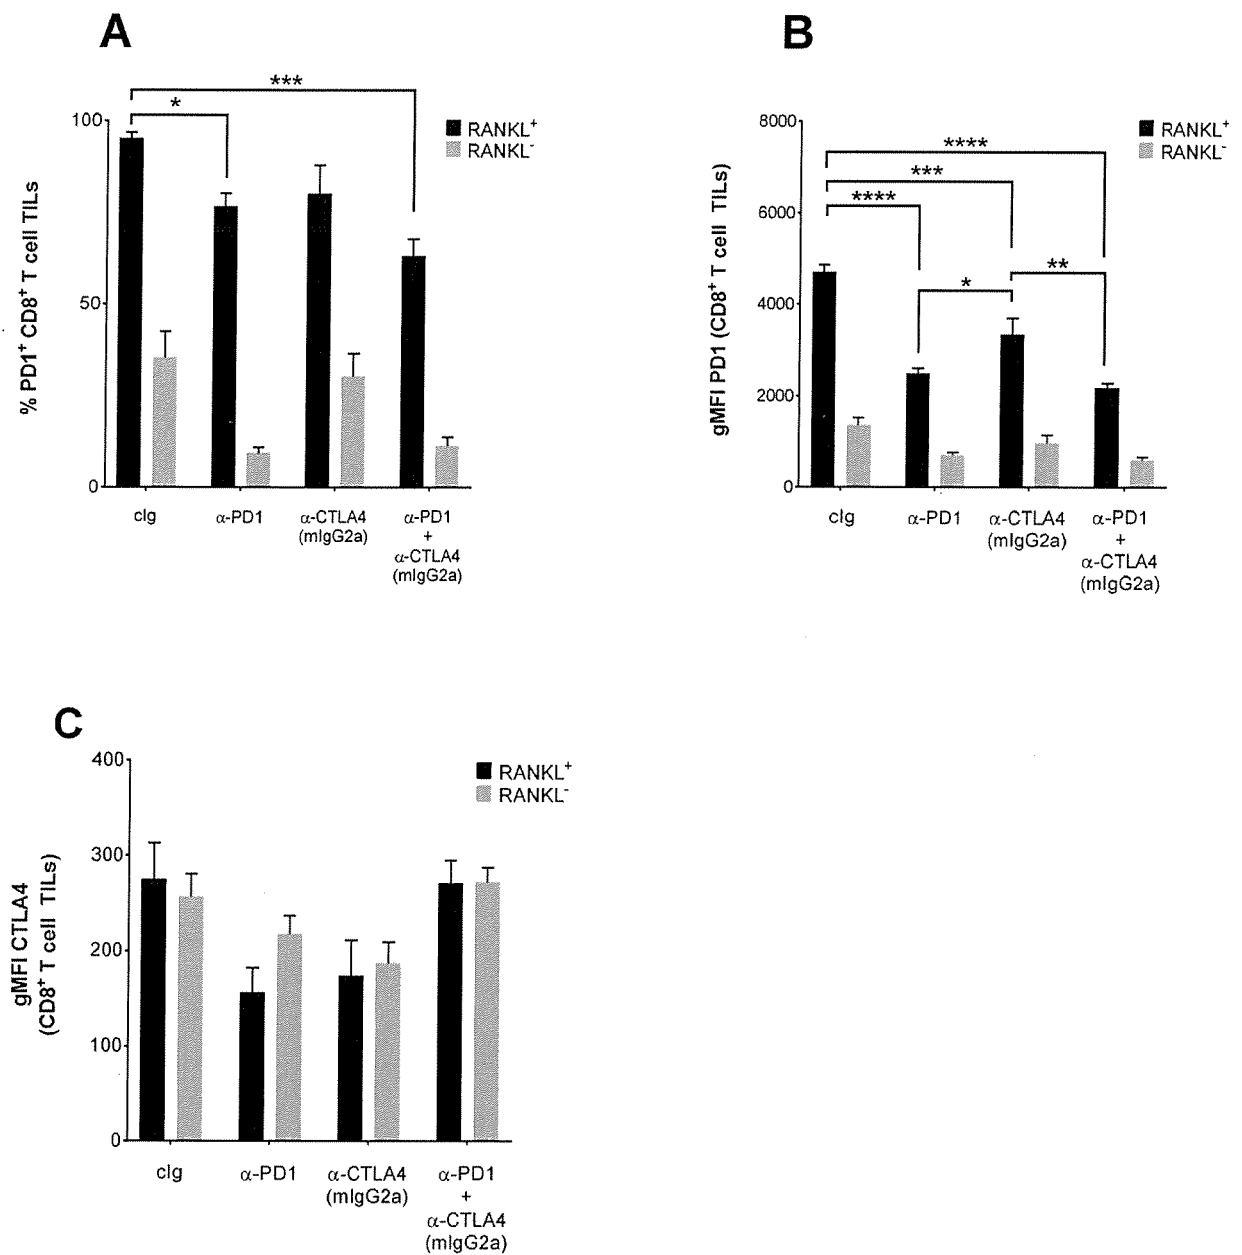 A
% PD1+ CD8+ T cell TILs
***
*
100
50
0
RANKL+
RANKL-
cIg
α-PD1
α-CTLA4
(mIgG2a)
α-PD1
+
α-CTLA4
(mIgG2a)
B
gMFI PD1 (CD8+ T cell TILs)
8000
6000
4000
2000
0
****
***
****
**
*
RANKL+
RANKL-
cIg
α-PD1
α-CTLA4
(mIgG2a)
α-PD1
+
α-CTLA4
(mIgG2a)
C
gMFI CTLA4
(CD8+ T cell TILs)
400
300
200
100
0
RANKL+
RANKL-
cIg
α-PD1
α-CTLA4
(mIgG2a)
α-PD1
+
α-CTLA4
(mIgG2a)